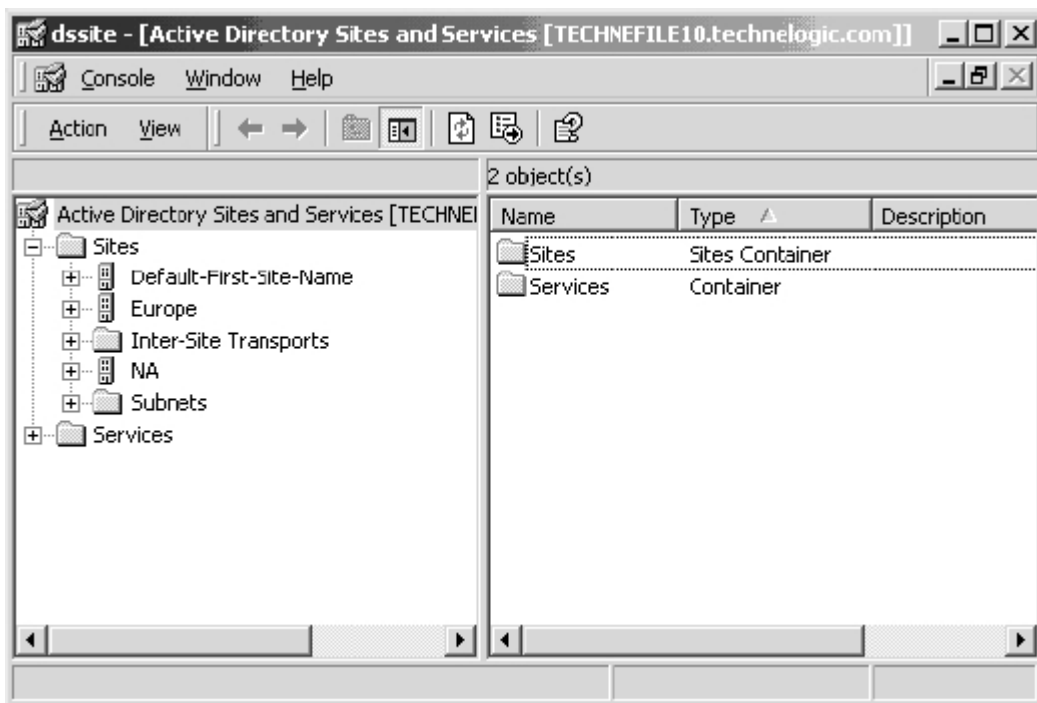 dssite - [Active Directory Sites and Services [TECHNEFILE10.technelogic.com]]
Console Window Help
Action View
2 object(s)
Active Directory Sites and Services [TECHNEI
Name Type Description
Sites
Default-First-Site-Name
Europe
Inter-Site Transports
NA
Subnets
Services
Sites Sites Container
Services Container